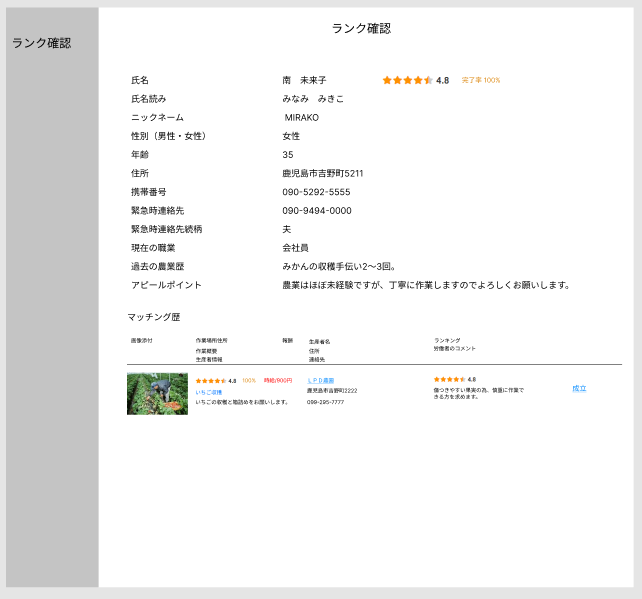 ランク確認
ランク確認
氏名 南　未来子 4.8 完了率 100%
氏名読み みなみ　みきこ
ニックネーム MIRAKO
性別（男性・女性） 女性
年齢 35
住所 鹿児島市吉野町5211
携帯番号 090-5292-5555
緊急時連絡先 090-9494-0000
緊急時連絡先続柄 夫
現在の職業 会社員
過去の農業歴 みかんの収穫手伝い2〜3回。
アピールポイント 農業はほぼ未経験ですが、丁寧に作業しますのでよろしくお願いします。
マッチング歴
画像添付 作業場所住所 報酬 生産者名 ランキング
作業概要 住所 労働者のコメント
生産者情報 連絡先
4.8 100% 時給/900円 ＬＰＤ農園 4.8
いちご収穫 鹿児島市吉野町2222 傷つきやすい果実の為、慎重に作業で
きる方を求めます。
成立
いちごの収穫と箱詰めをお願いします。 099-295-7777